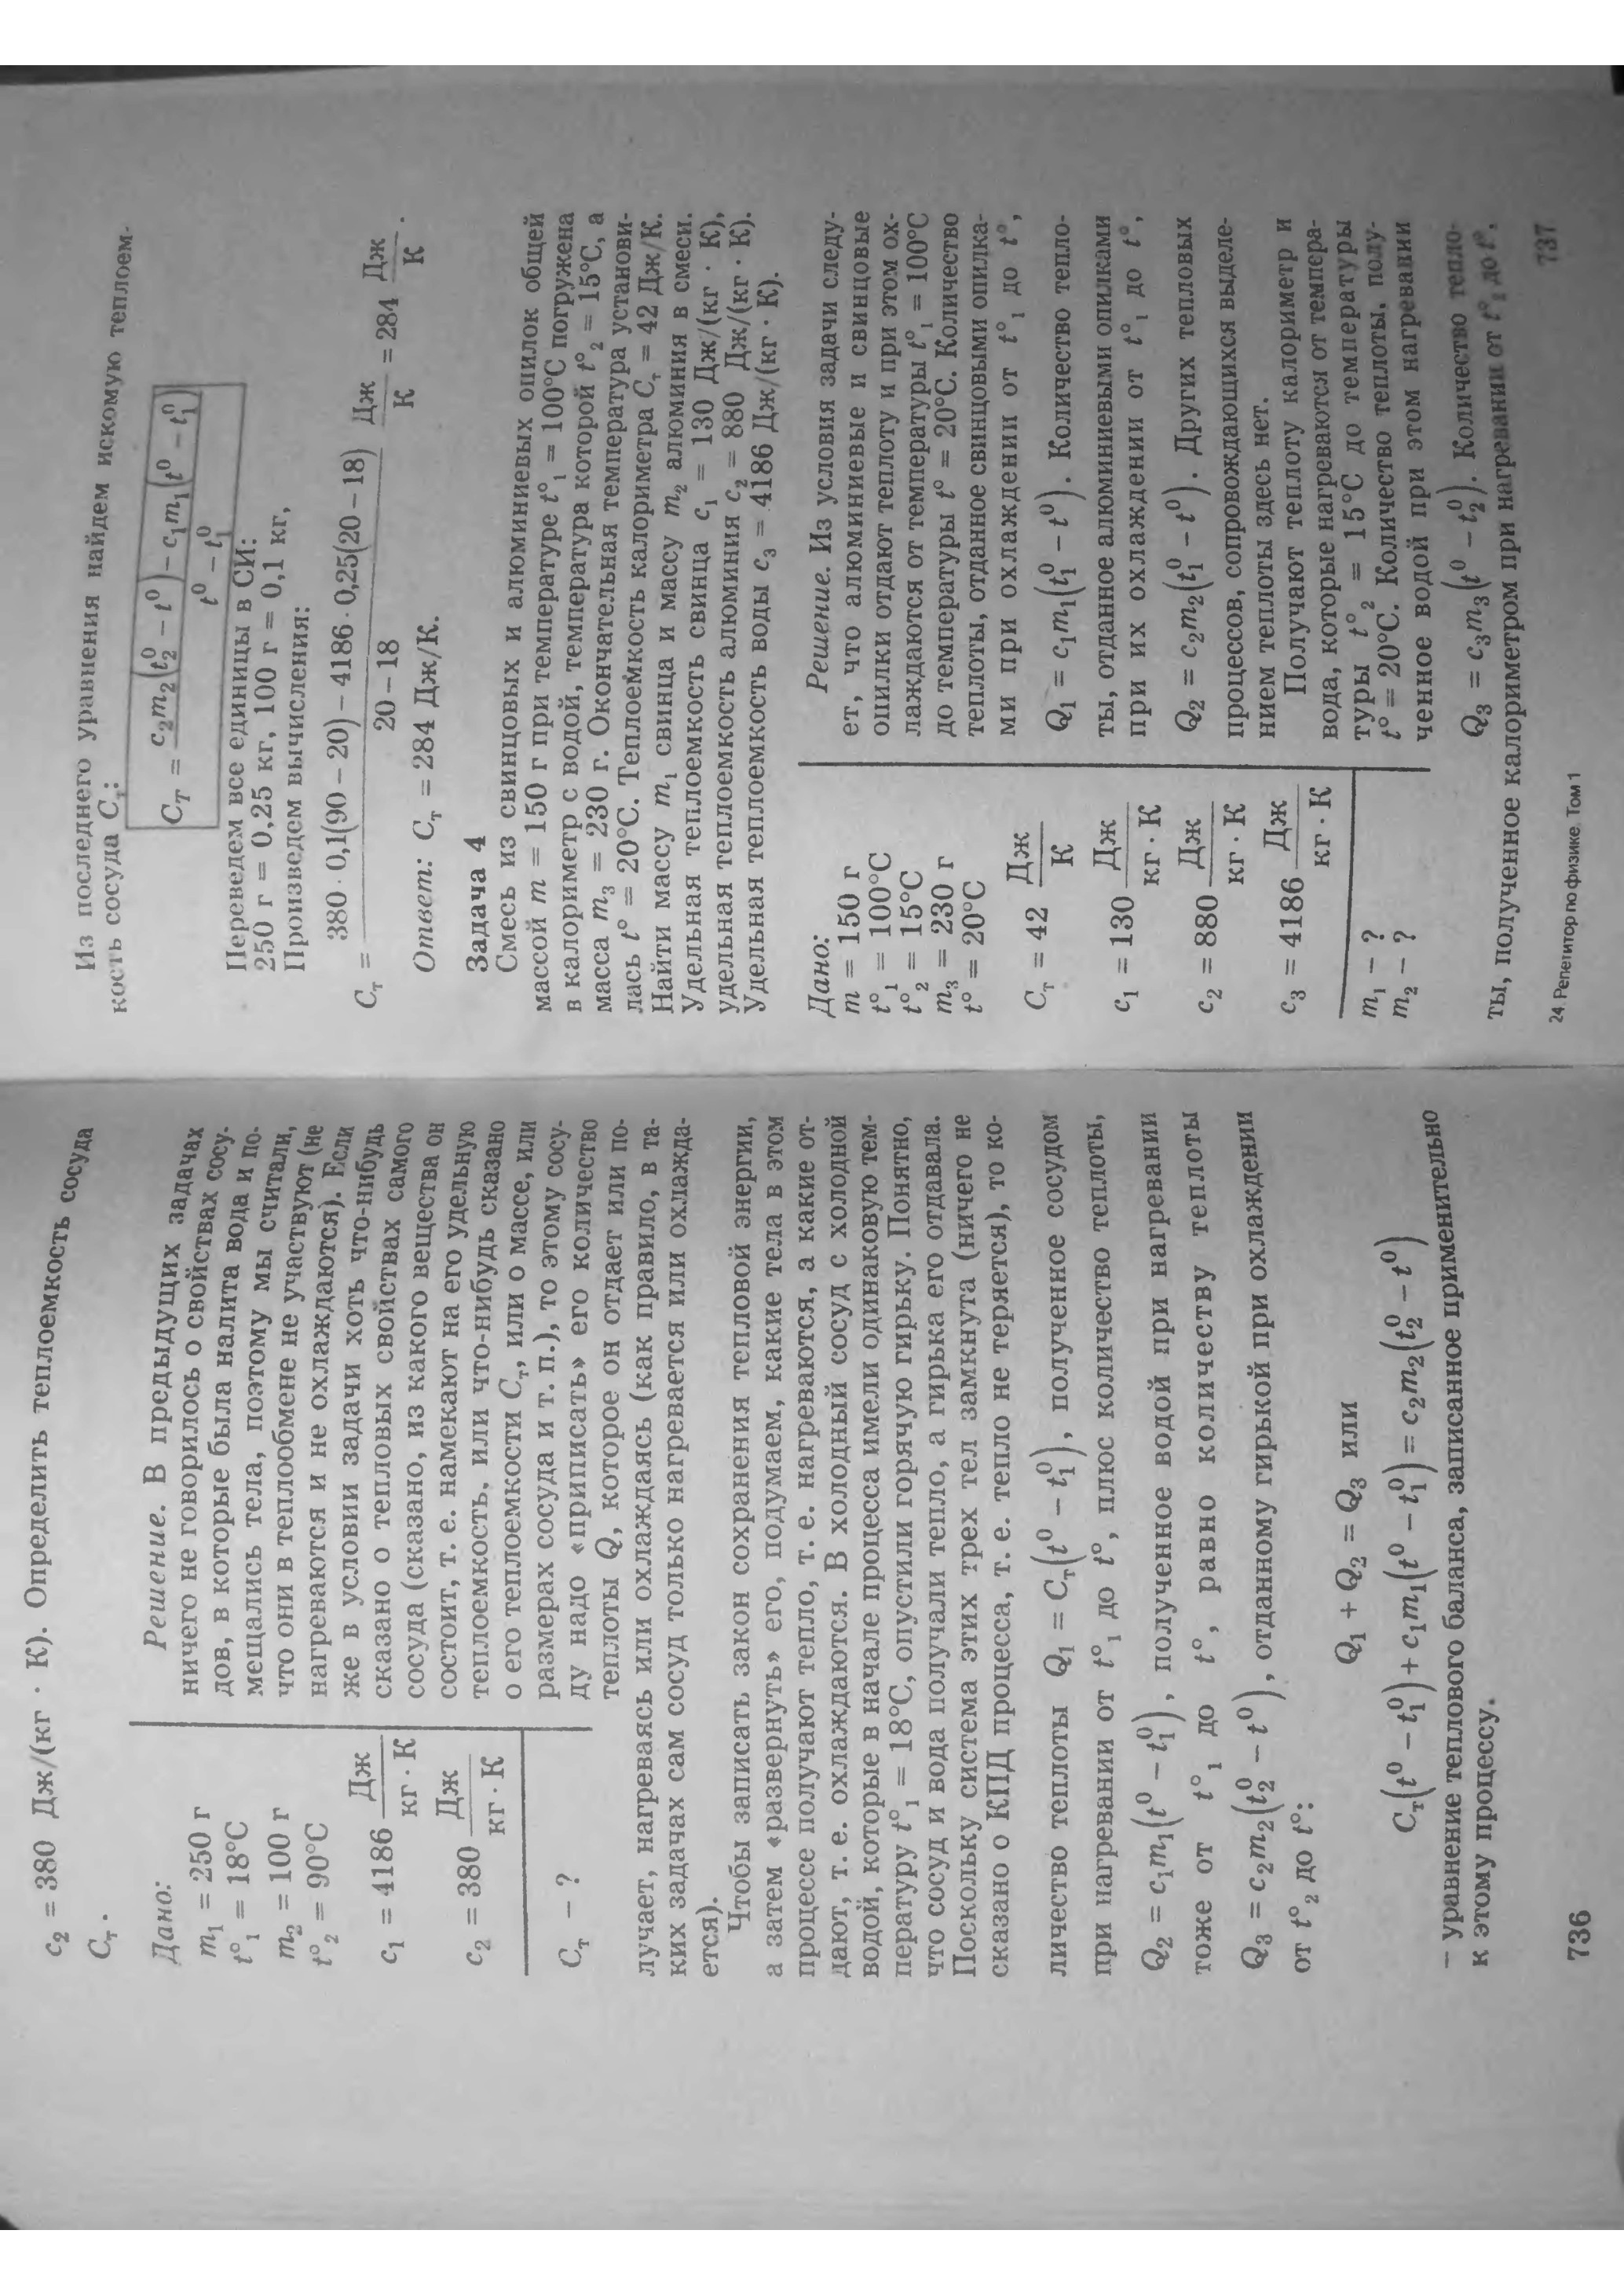 c₂ = 380 Дж/(кг · К). Определить теплоемкость сосуда
Cт.
Дано:
m₁ = 250 г
t°₁ = 18°С
m₂ = 100 г
t°₂ = 90°С
c₁ = 4186 Дж/(кг · К)
c₂ = 380 Дж/(кг · К)
Cт − ?
Решение. В предыдущих задачах
ничего не говорилось о свойствах сосу-
дов, в которые была налита вода и по-
мещались тела, поэтому мы считали,
что они в теплообмене не участвуют (не
нагреваются и не охлаждаются). Если
же в условии задачи хоть что-нибудь
сказано о тепловых свойствах самого
сосуда (сказано, из какого вещества он
состоит, т. е. намекают на его удельную
теплоемкость, или что-нибудь сказано
о его теплоемкости Cт, или о массе, или
размерах сосуда и т. п.), то этому сосу-
ду надо «приписать» его количество
теплоты Q, которое он отдает или по-
лучает, нагреваясь или охлаждаясь (как правило, в та-
ких задачах сам сосуд только нагревается или охлажда-
ется).
Чтобы записать закон сохранения тепловой энергии,
а затем «развернуть» его, подумаем, какие тела в этом
процессе получают тепло, т. е. нагреваются, а какие от-
дают, т. е. охлаждаются. В холодный сосуд с холодной
водой, которые в начале процесса имели одинаковую тем-
пературу t°₁ = 18°С, опустили горячую гирьку. Понятно,
что сосуд и вода получали тепло, а гирька его отдавала.
Поскольку система этих трех тел замкнута (ничего не
сказано о КПД процесса, т. е. тепло не теряется), то ко-
личество теплоты Q₁ = Cт(t⁰ − t₁⁰), полученное сосудом
при нагревании от t°₁ до t°, плюс количество теплоты,
Q₂ = c₁m₁(t⁰ − t₁⁰), полученное водой при нагревании
тоже от t°₁ до t°, равно количеству теплоты
Q₃ = c₂m₂(t₂⁰ − t⁰), отданному гирькой при охлаждении
от t°₂ до t°:
Q₁ + Q₂ = Q₃ или
Cт(t⁰ − t₁⁰) + c₁m₁(t⁰ − t₁⁰) = c₂m₂(t₂⁰ − t⁰)
− уравнение теплового баланса, записанное применительно
к этому процессу.
736
Из последнего уравнения найдем искомую теплоем-
кость сосуда Cт:
Cт = (c₂m₂(t₂⁰ − t⁰) − c₁m₁(t⁰ − t₁⁰))/(t⁰ − t₁⁰)
Переведем все единицы в СИ:
250 г = 0,25 кг, 100 г = 0,1 кг,
Произведем вычисления:
Cт = (380 · 0,1(90 − 20) − 4186 · 0,25(20 − 18))/(20 − 18) Дж/К = 284 Дж/К.
Ответ: Cт = 284 Дж/К.
Задача 4
Смесь из свинцовых и алюминиевых опилок общей
массой m = 150 г при температуре t°₁ = 100°С погружена
в калориметр с водой, температура которой t°₂ = 15°С, а
масса m₃ = 230 г. Окончательная температура установи-
лась t° = 20°С. Теплоемкость калориметра Cт = 42 Дж/К.
Найти массу m₁ свинца и массу m₂ алюминия в смеси.
Удельная теплоемкость свинца c₁ = 130 Дж/(кг · К),
удельная теплоемкость алюминия c₂ = 880 Дж/(кг · К).
Удельная теплоемкость воды c₃ = 4186 Дж/(кг · К).
Дано:
m = 150 г
t°₁ = 100°С
t°₂ = 15°С
m₃ = 230 г
t° = 20°С
Cт = 42 Дж/К
c₁ = 130 Дж/(кг · К)
c₂ = 880 Дж/(кг · К)
c₃ = 4186 Дж/(кг · К)
m₁ − ?
m₂ − ?
Решение. Из условия задачи следу-
ет, что алюминиевые и свинцовые
опилки отдают теплоту и при этом ох-
лаждаются от температуры t°₁ = 100°С
до температуры t° = 20°С. Количество
теплоты, отданное свинцовыми опилка-
ми при охлаждении от t°₁ до t°,
Q₁ = c₁m₁(t₁⁰ − t⁰). Количество тепло-
ты, отданное алюминиевыми опилками
при их охлаждении от t°₁ до t°,
Q₂ = c₂m₂(t₁⁰ − t⁰). Других тепловых
процессов, сопровождающихся выделе-
нием теплоты здесь нет.
Получают теплоту калориметр и
вода, которые нагреваются от темпера-
туры t°₂ = 15°С до температуры
t° = 20°С. Количество теплоты, полу-
ченное водой при этом нагревании
Q₃ = c₃m₃(t⁰ − t₂⁰). Количество тепло-
ты, полученное калориметром при нагревании от t°₂ до t°,
24. Репетитор по физике. Том 1
737